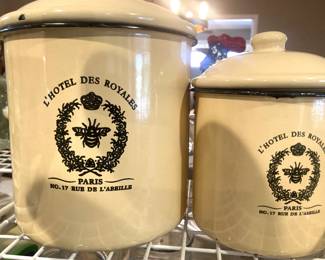 L'HOTEL DES ROYALES
PARIS
NO. 17 RUE DE L'ABEILLE
L'HOTEL DES ROYALES
PARIS
NO. 17 RUE DE L'ABEILLE